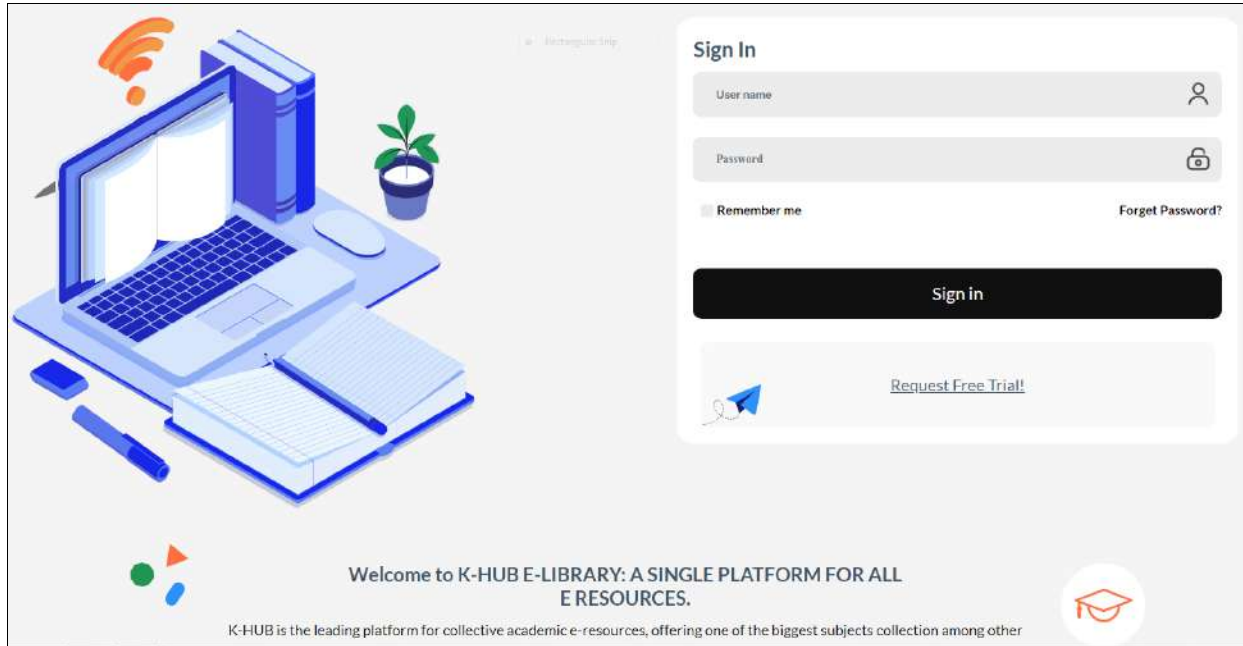 Rectangular Snip
Sign In
User name
Password
Remember me
Forget Password?
Sign in
Request Free Trial!
Welcome to K-HUB E-LIBRARY: A SINGLE PLATFORM FOR ALL
E RESOURCES.
K-HUB is the leading platform for collective academic e-resources, offering one of the biggest subjects collection among other